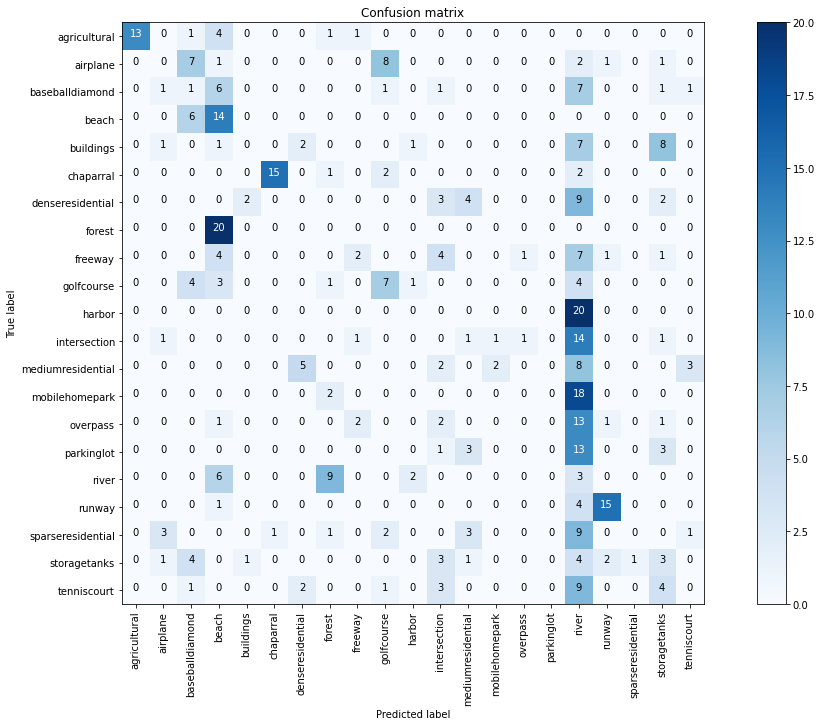 Confusion matrix
agricultural 13 0 1 4 0 0 0 1 1 0 0 0 0 0 0 0 0 0 0 0 0
airplane 0 0 7 1 0 0 0 0 0 8 0 0 0 0 0 0 2 1 0 1 0
baseballdiamond 0 1 1 6 0 0 0 0 0 1 0 1 0 0 0 0 7 0 0 1 1
beach 0 0 6 14 0 0 0 0 0 0 0 0 0 0 0 0 0 0 0 0 0
buildings 0 1 0 1 0 0 2 0 0 0 1 0 0 0 0 0 7 0 0 8 0
chaparral 0 0 0 0 0 15 0 1 0 2 0 0 0 0 0 0 2 0 0 0 0
denseresidential 0 0 0 0 2 0 0 0 0 0 0 3 4 0 0 0 9 0 0 2 0
forest 0 0 0 20 0 0 0 0 0 0 0 0 0 0 0 0 0 0 0 0 0
freeway 0 0 0 4 0 0 0 0 2 0 0 4 0 0 1 0 7 1 0 1 0
golfcourse 0 0 4 3 0 0 0 1 0 7 1 0 0 0 0 0 4 0 0 0 0
harbor 0 0 0 0 0 0 0 0 0 0 0 0 0 0 0 0 20 0 0 0 0
intersection 0 1 0 0 0 0 0 0 1 0 0 0 1 1 1 0 14 0 0 1 0
mediumresidential 0 0 0 0 0 0 5 0 0 0 0 2 0 2 0 0 8 0 0 0 3
mobilehomepark 0 0 0 0 0 0 0 2 0 0 0 0 0 0 0 0 18 0 0 0 0
overpass 0 0 0 1 0 0 0 0 2 0 0 2 0 0 0 0 13 1 0 1 0
parkinglot 0 0 0 0 0 0 0 0 0 0 0 1 3 0 0 0 13 0 0 3 0
river 0 0 0 6 0 0 0 9 0 0 2 0 0 0 0 0 3 0 0 0 0
runway 0 0 0 1 0 0 0 0 0 0 0 0 0 0 0 0 4 15 0 0 0
sparseresidential 0 3 0 0 0 1 0 1 0 2 0 0 3 0 0 0 9 0 0 0 1
storagetanks 0 1 4 0 1 0 0 0 0 0 0 3 1 0 0 0 4 2 1 3 0
tenniscourt 0 0 1 0 0 0 2 0 0 1 0 3 0 0 0 0 9 0 0 4 0
True label
agricultural
airplane
baseballdiamond
beach
buildings
chaparral
denseresidential
forest
freeway
golfcourse
harbor
intersection
mediumresidential
mobilehomepark
overpass
parkinglot
river
runway
sparseresidential
storagetanks
tenniscourt
Predicted label
20.0
17.5
15.0
12.5
10.0
7.5
5.0
2.5
0.0